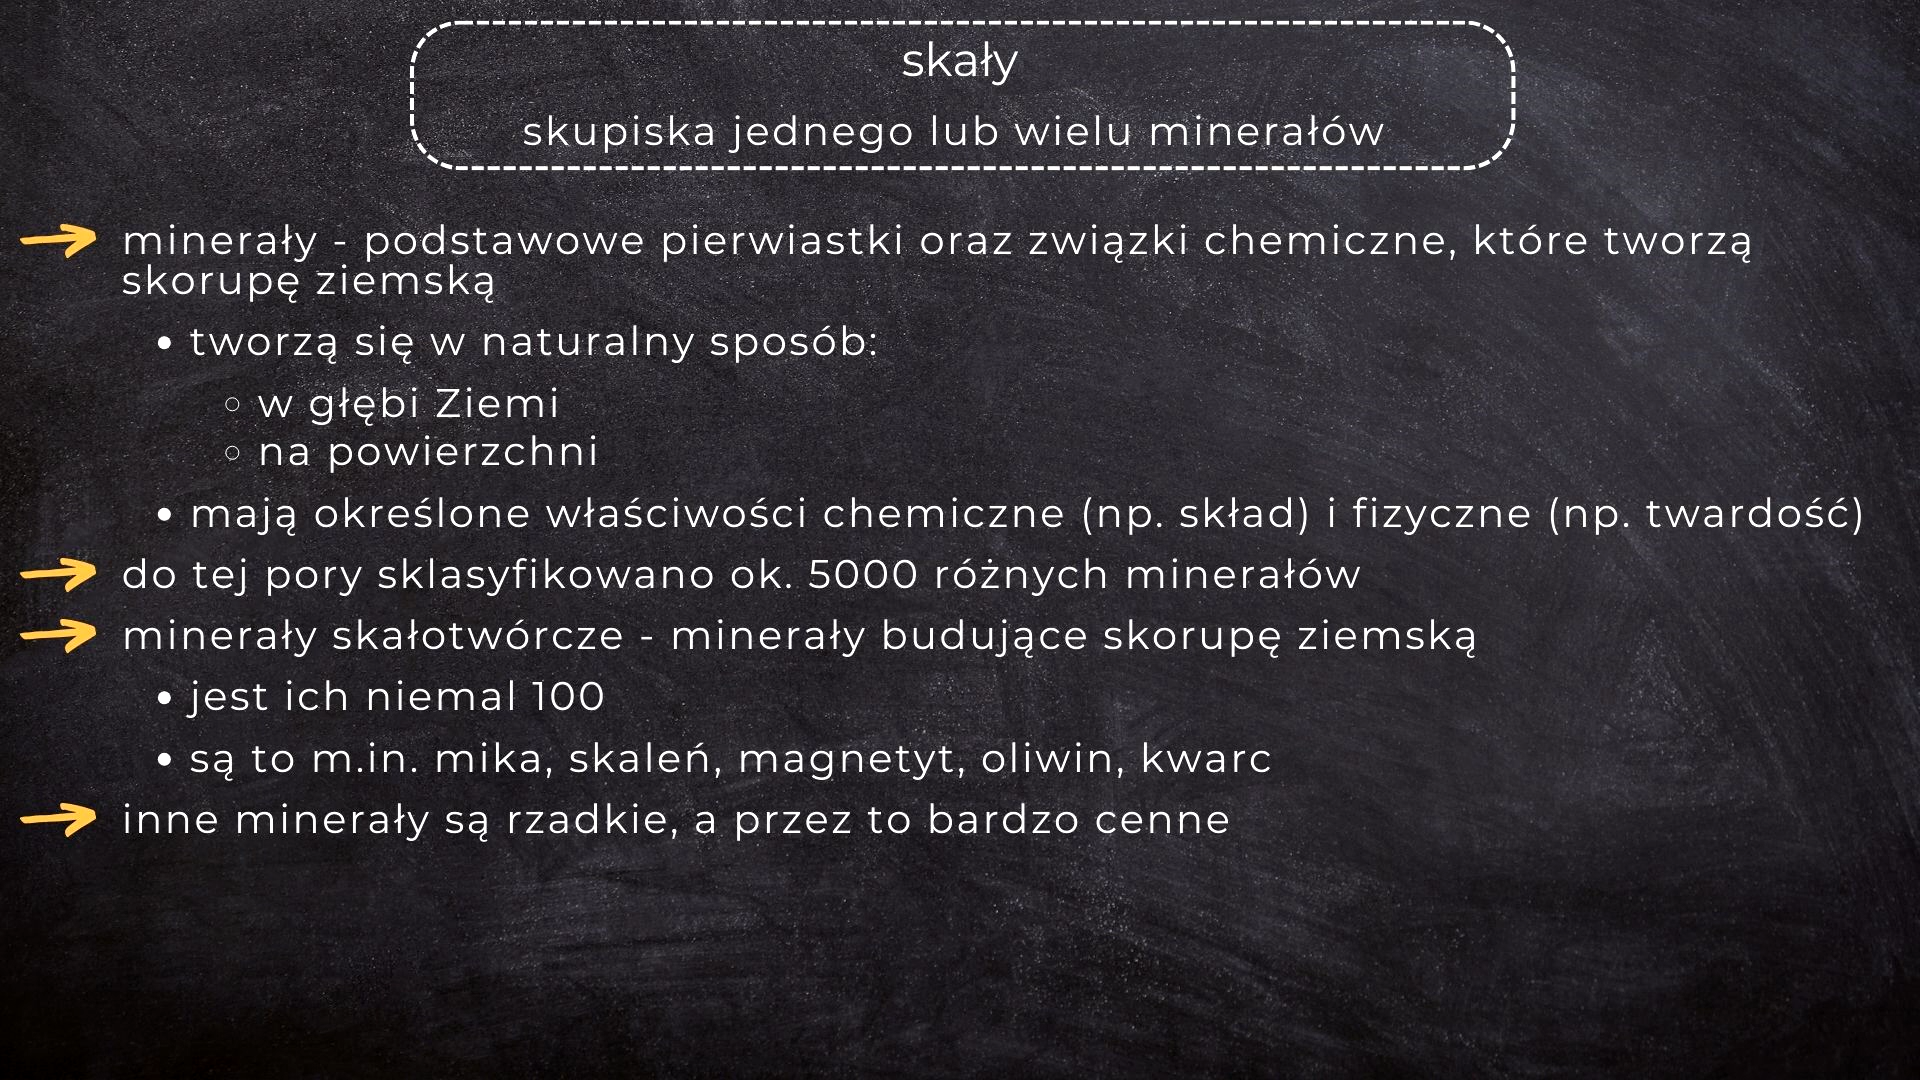 skały
skupiska jednego lub wielu minerałów
minerały - podstawowe pierwiastki oraz związki chemiczne, które tworzą
skorupę ziemską
tworzą się w naturalny sposób:
w głębi Ziemi
na powierzchni
mają określone właściwości chemiczne (np. skład) i fizyczne (np. twardość)
do tej pory sklasyfikowano ok. 5000 różnych minerałów
minerały skałotwórcze - minerały budujące skorupę ziemską
jest ich niemal 100
są to m.in. mika, skaleń, magnetyt, oliwin, kwarc
inne minerały są rzadkie, a przez to bardzo cenne